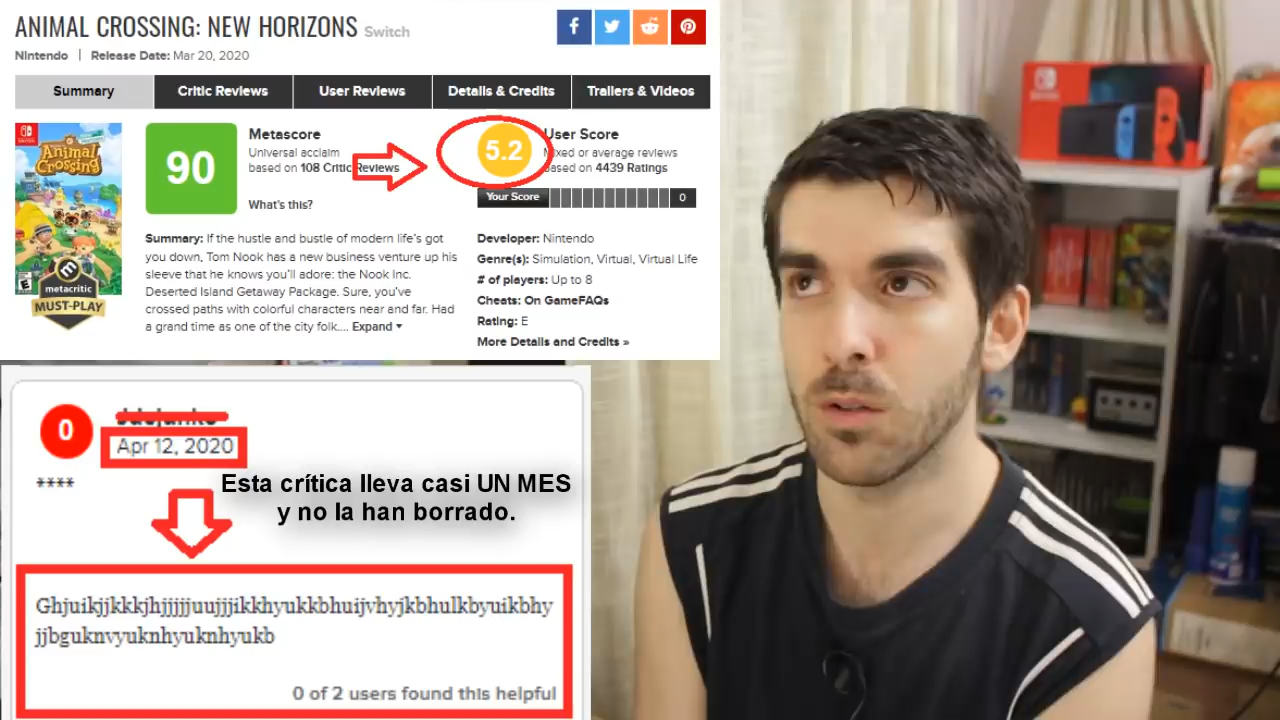 ANIMAL CROSSING: NEW HORIZONS Switch
Nintendo | Release Date: Mar 20, 2020
Summary Critic Reviews User Reviews Details & Credits Trailers & Videos
Animal
Crossing
metacritic
MUST-PLAY
90
Metascore
Universal acclaim
based on 108 Critic Reviews
What's this?
5.2
User Score
Mixed or average reviews
based on 4439 Ratings
Your Score 0
Summary: If the hustle and bustle of modern life's got
you down, Tom Nook has a new business venture up his
sleeve that he knows you'll adore: the Nook Inc.
Deserted Island Getaway Package. Sure, you've
crossed paths with colorful characters near and far. Had
a grand time as one of the city folk.... Expand
Developer: Nintendo
Genre(s): Simulation, Virtual, Virtual Life
# of players: Up to 8
Cheats: On GameFAQs
Rating: E
More Details and Credits »
0
Apr 12, 2020
****
Esta crítica lleva casi UN MES
y no la han borrado.
Ghjuikjjkkkjhjjjjjuujjjikkhyukkbhuijvhyjkbhulkbyuikbhy
jjbguknvyuknhyuknhyukb
0 of 2 users found this helpful